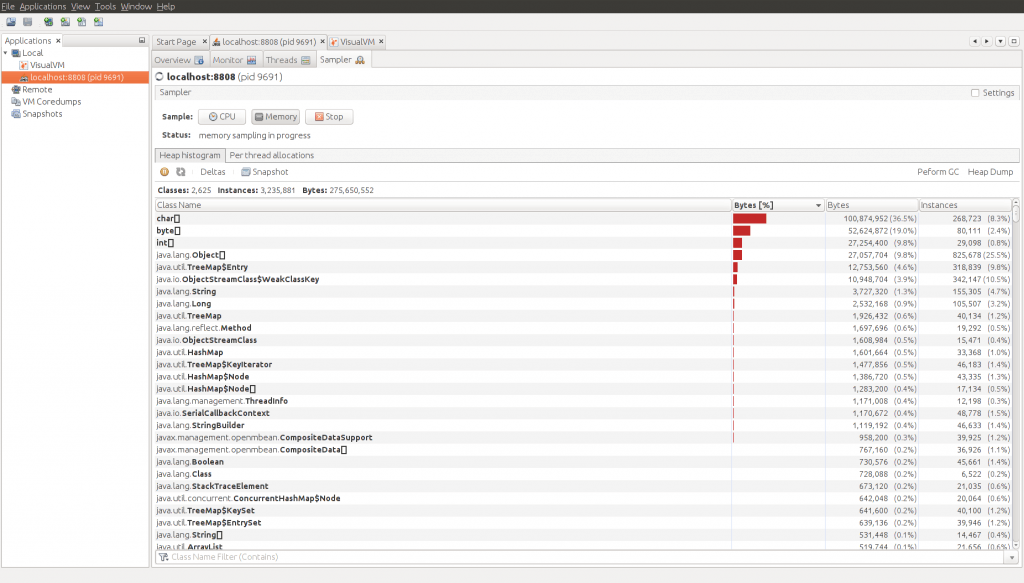 File Applications View Tools Window Help
Applications
Local
VisualVM
localhost:8808 (pid 9691)
Remote
VM Coredumps
Snapshots
Start Page localhost:8808 (pid 9691) VisualVM
Overview Monitor Threads Sampler
localhost:8808 (pid 9691)
Sampler Settings
Sample: CPU Memory Stop
Status: memory sampling in progress
Heap histogram Per thread allocations
Deltas Snapshot Peform GC Heap Dump
Classes: 2,625 Instances: 3,235,881 Bytes: 275,650,552
Class Name Bytes [%] Bytes Instances
char[] 100,874,952 (36.5%) 268,723 (8.3%)
byte[] 52,624,872 (19.0%) 80,111 (2.4%)
int[] 27,254,400 (9.8%) 29,098 (0.8%)
java.lang.Object[] 27,057,704 (9.8%) 825,678 (25.5%)
java.util.TreeMap$Entry 12,753,560 (4.6%) 318,839 (9.8%)
java.io.ObjectStreamClass$WeakClassKey 10,948,704 (3.9%) 342,147 (10.5%)
java.lang.String 3,727,320 (1.3%) 155,305 (4.7%)
java.lang.Long 2,532,168 (0.9%) 105,507 (3.2%)
java.util.TreeMap 1,926,432 (0.6%) 40,134 (1.2%)
java.lang.reflect.Method 1,697,696 (0.6%) 19,292 (0.5%)
java.io.ObjectStreamClass 1,608,984 (0.5%) 15,471 (0.4%)
java.util.HashMap 1,601,664 (0.5%) 33,368 (1.0%)
java.util.TreeMap$KeyIterator 1,477,856 (0.5%) 46,183 (1.4%)
java.util.HashMap$Node 1,386,720 (0.5%) 43,335 (1.3%)
java.util.HashMap$Node[] 1,283,200 (0.4%) 17,134 (0.5%)
java.lang.management.ThreadInfo 1,171,008 (0.4%) 12,198 (0.3%)
java.io.SerialCallbackContext 1,170,672 (0.4%) 48,778 (1.5%)
java.lang.StringBuilder 1,119,192 (0.4%) 46,633 (1.4%)
javax.management.openmbean.CompositeDataSupport 958,200 (0.3%) 39,925 (1.2%)
javax.management.openmbean.CompositeData[] 767,160 (0.2%) 36,926 (1.1%)
java.lang.Boolean 730,576 (0.2%) 45,661 (1.4%)
java.lang.Class 728,088 (0.2%) 6,522 (0.2%)
java.lang.StackTraceElement 673,120 (0.2%) 21,035 (0.6%)
java.util.concurrent.ConcurrentHashMap$Node 642,048 (0.2%) 20,064 (0.6%)
java.util.TreeMap$KeySet 641,600 (0.2%) 40,100 (1.2%)
java.util.TreeMap$EntrySet 639,136 (0.2%) 39,946 (1.2%)
java.lang.String[] 531,448 (0.1%) 14,467 (0.4%)
java.util.ArrayList 519,744 (0.1%) 21,656 (0.6%)
Class Name Filter (Contains)